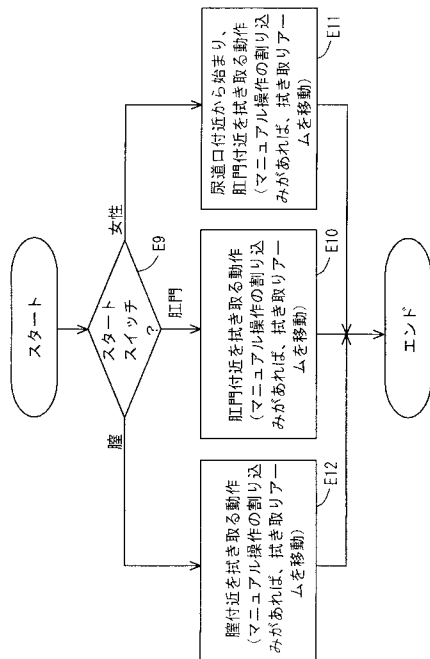 スタート
スタート
スイッチ
?
E9
膣
肛門
女性
膣付近を拭き取る動作
(マニュアル操作の割り込
みがあれば、拭き取りアー
ムを移動)
E12
肛門付近を拭き取る動作
(マニュアル操作の割り込
みがあれば、拭き取りアー
ムを移動)
E10
尿道口付近から始まり、
肛門付近を拭き取る動作
(マニュアル操作の割り込
みがあれば、拭き取りアー
ムを移動)
E11
エンド